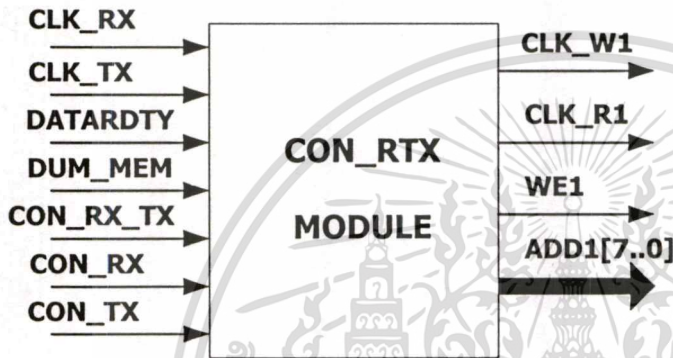 CLK_RX
CLK_TX
DATARDTY
DUM_MEM
CON_RX_TX
CON_RX
CON_TX
CON_RTX
MODULE
CLK_W1
CLK_R1
WE1
ADD1[7..0]